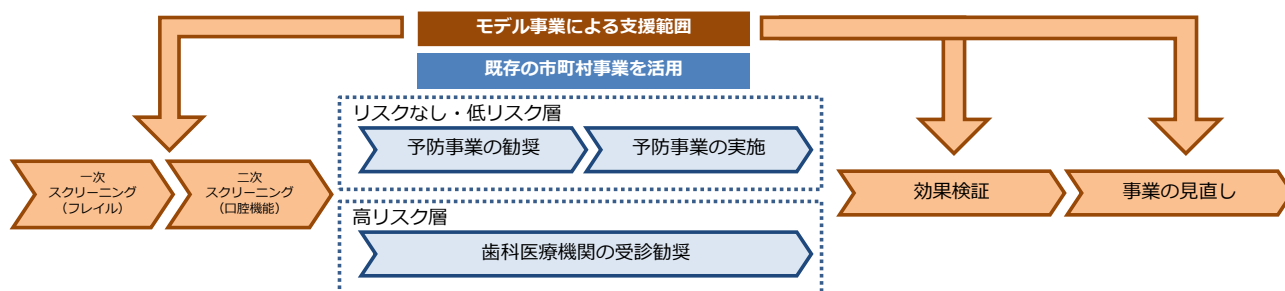 モデル事業による支援範囲
既存の市町村事業を活用
リスクなし・低リスク層
予防事業の勧奨
予防事業の実施
一次
スクリーニング
（フレイル）
二次
スクリーニング
（口腔機能）
効果検証
事業の見直し
高リスク層
歯科医療機関の受診勧奨